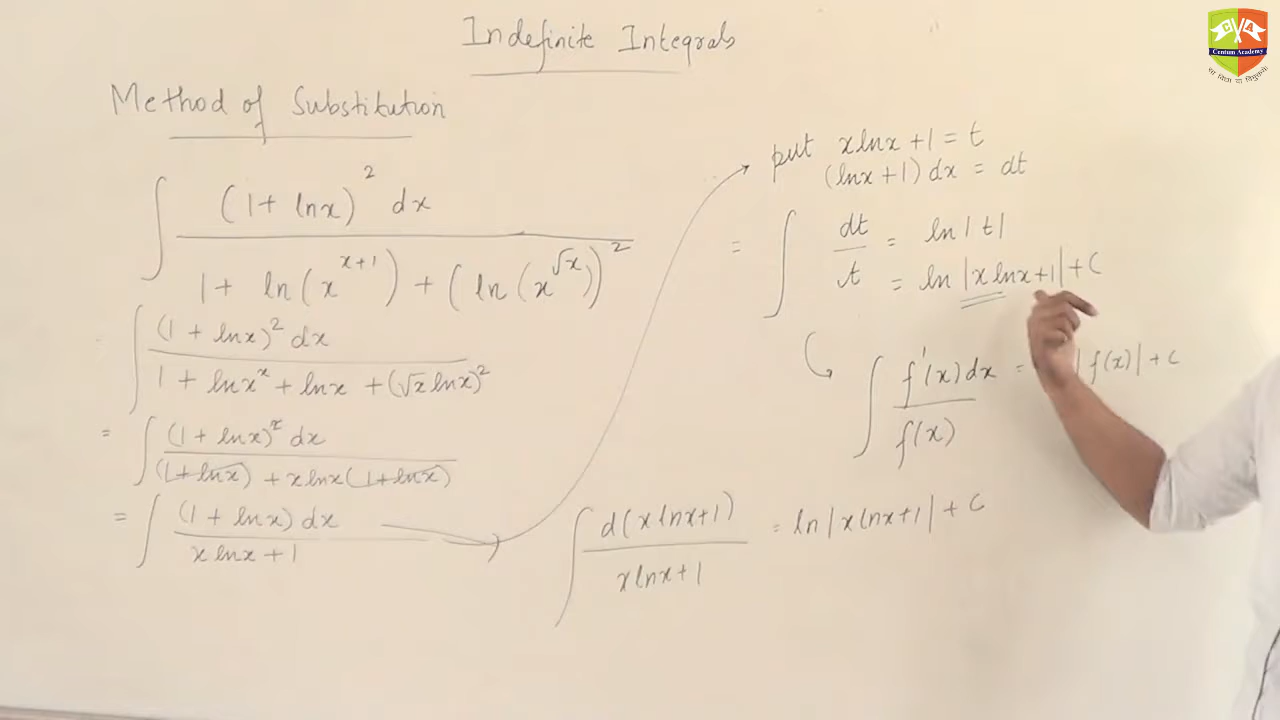 Indefinite Integrals
Method of Substitution
∫ (1 + lnx)² dx / 1 + ln(x^(x+1)) + (ln(x^√x))²
∫ (1 + lnx)² dx / 1 + lnx^x + lnx + (√x lnx)²
= ∫ (1 + lnx)² dx / (1+lnx) + xlnx(1+lnx)
= ∫ (1 + lnx) dx / x lnx + 1
put xlnx + 1 = t
(lnx + 1) dx = dt
= ∫ dt / t = ln|t|
= ln|x lnx+1| + C
∫ f'(x)dx / f(x) = |f(x)| + C
∫ d(xlnx+1) / xlnx+1 = ln|xlnx+1| + C
C A
Centum Academy
सा विद्या या विमुक्तये